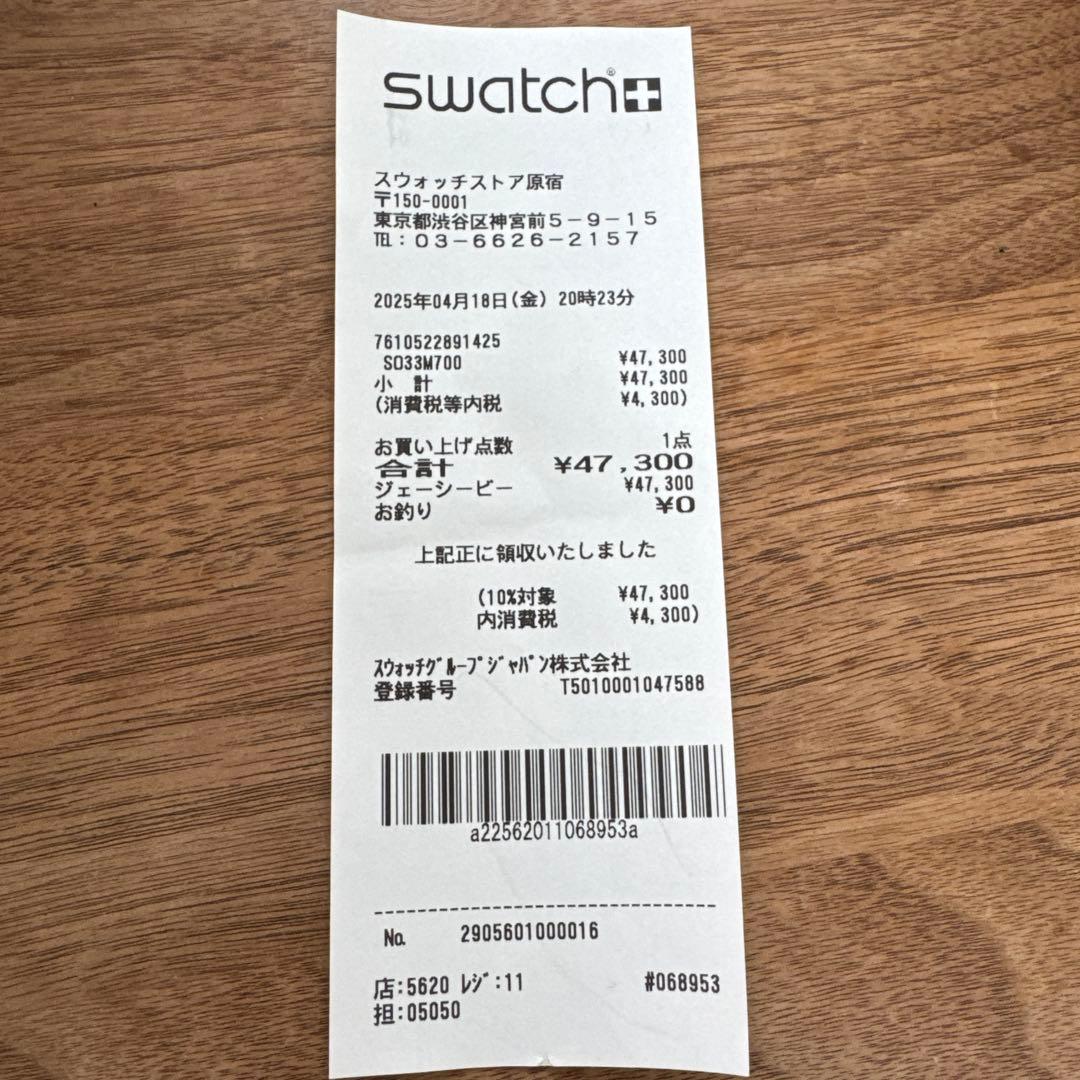 swatch®
スウォッチストア原宿
〒150-0001
東京都渋谷区神宮前5-9-15
TEL:03-6626-2157
2025年04月18日(金) 20時23分
7610522891425
SO33M700 ¥47,300
小 計 ¥47,300
(消費税等内税 ¥4,300)
お買い上げ点数 1点
合計 ¥47,300
ジェーシービー ¥47,300
お釣り ¥0
上記正に領収いたしました
(10%対象 ¥47,300
内消費税 ¥4,300)
スウォッチグループジャパン株式会社
登録番号 T5010001047588
a22562011068953a
No. 2905601000016
店:5620 レジ:11 #068953
担:05050